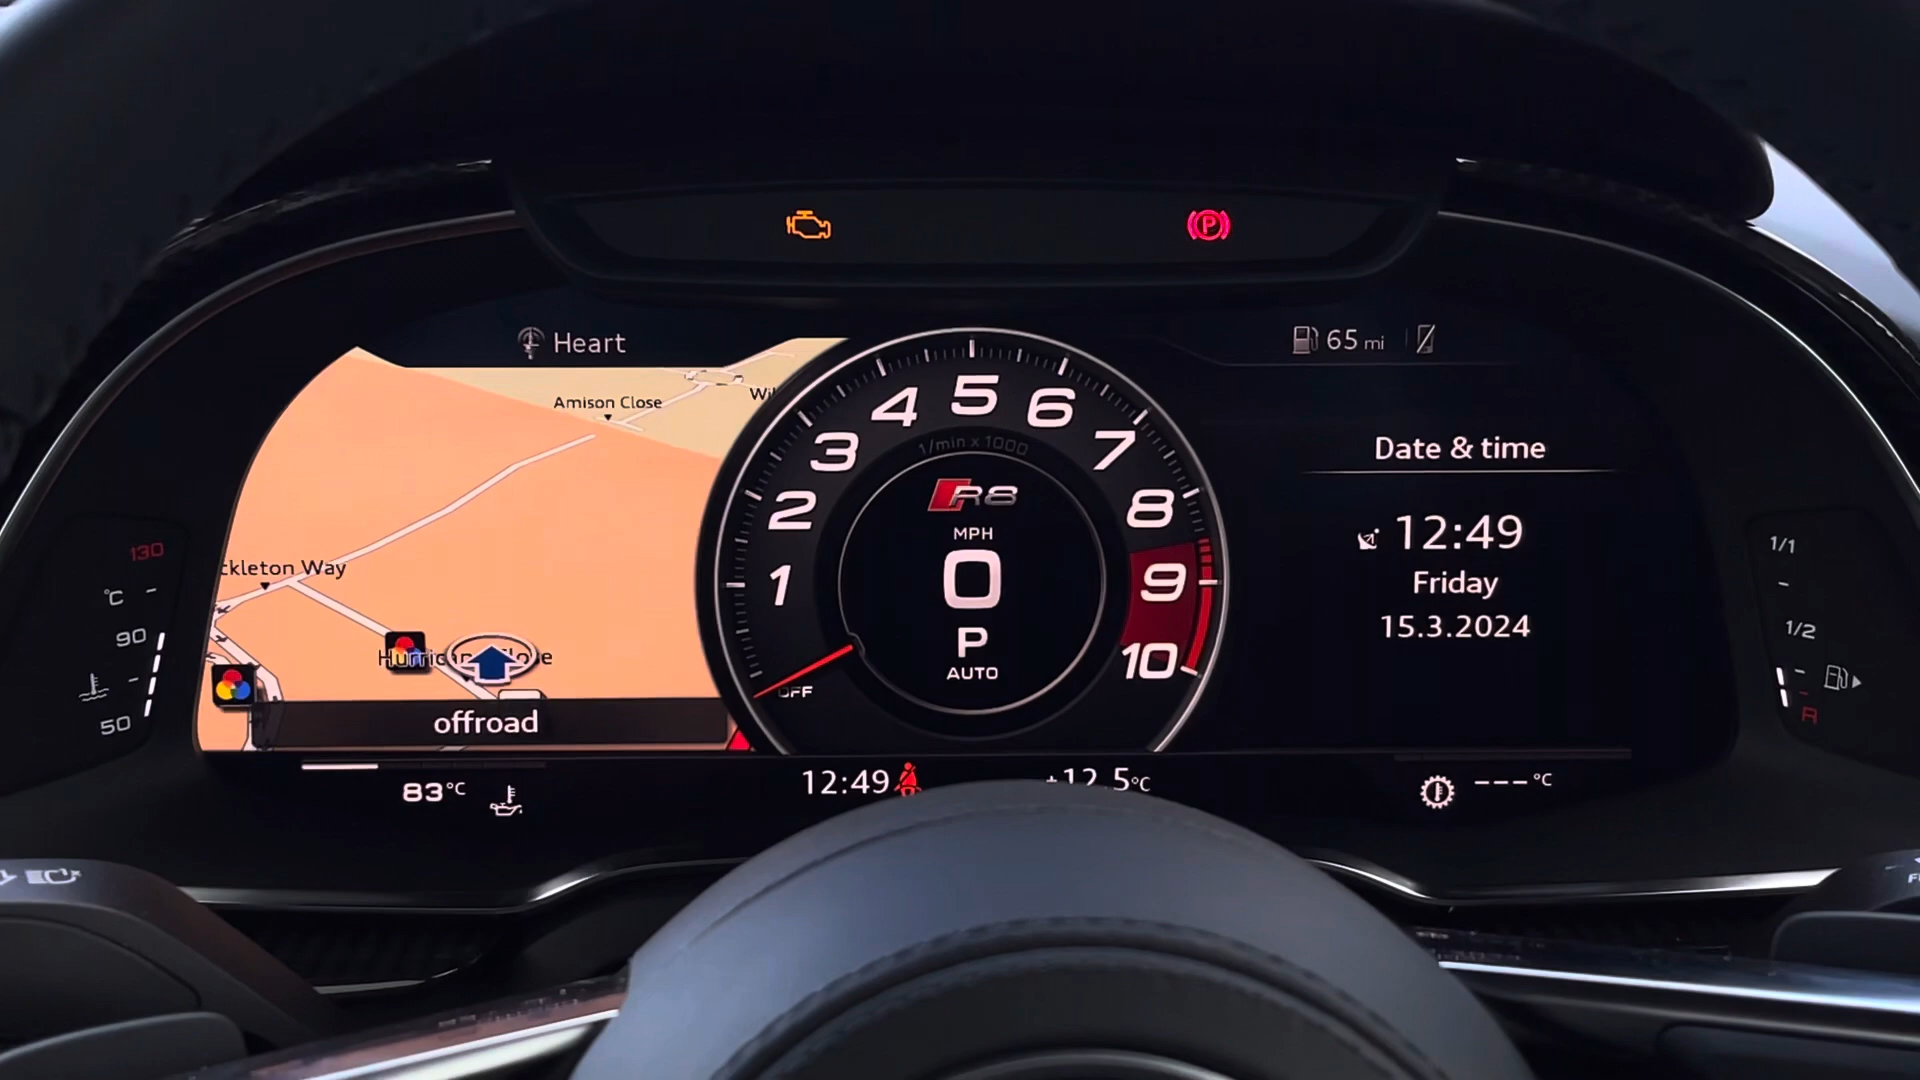 Heart
65 mi
Amison Close
ckleton Way
offroad
83°C
130
°C
90
50
1/min x 1000
1
2
3
4
5
6
7
8
9
10
OFF
R8
MPH
0
P
AUTO
Date & time
12:49
Friday
15.3.2024
12:49
+12.5°C
---°C
1/1
1/2
R
P